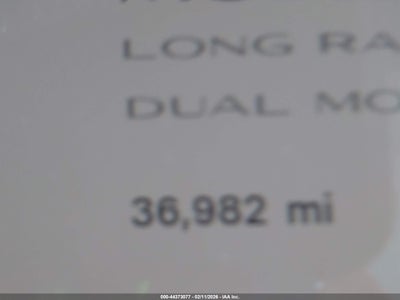 LONG RA
DUAL MO
36,982 mi
000-44373077 - 02/11/2026 - IAA Inc.